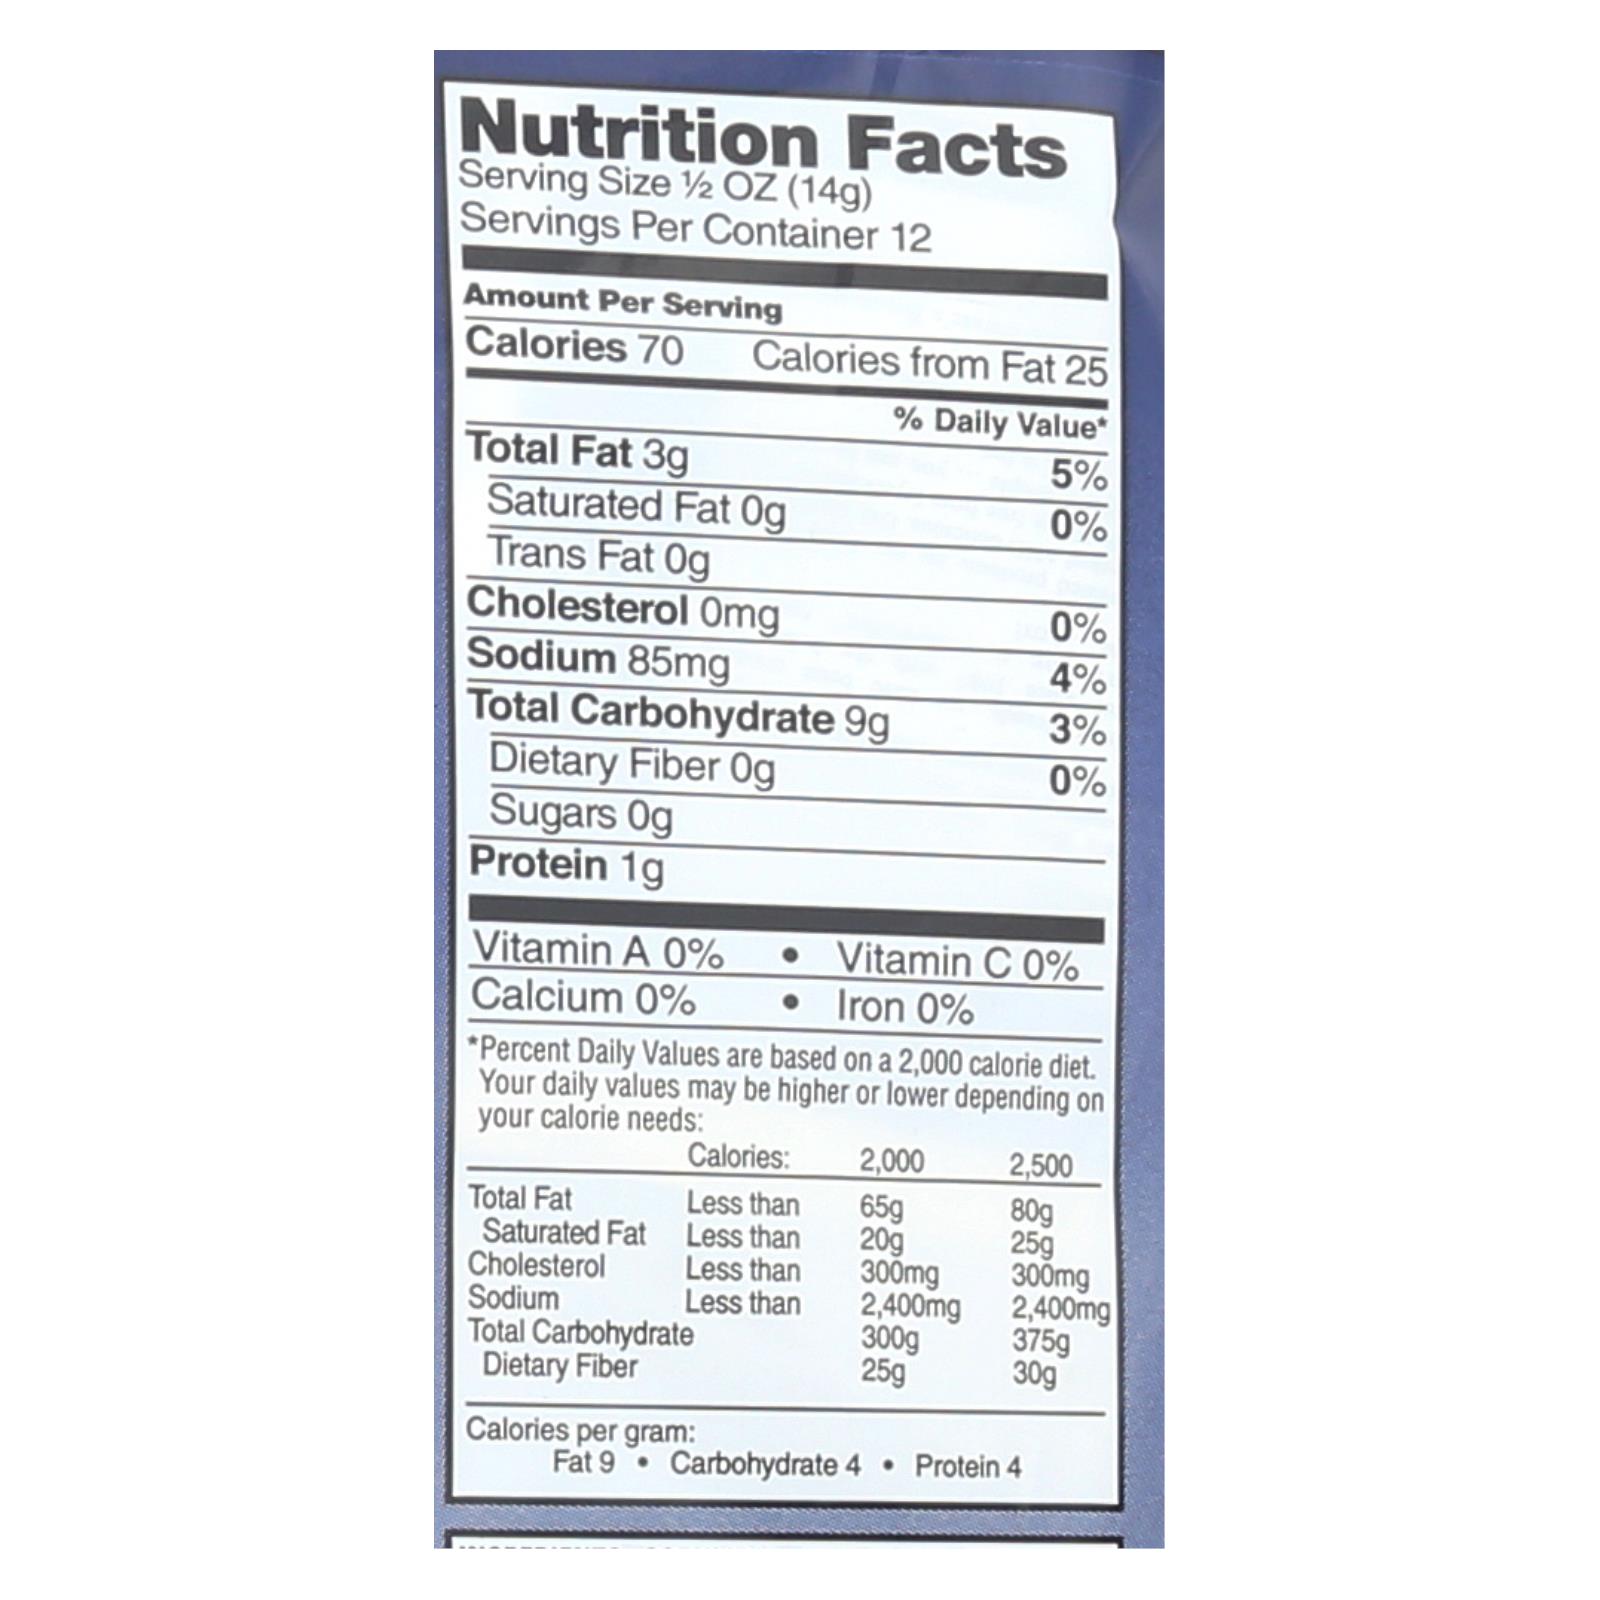 Nutrition Facts
Serving Size ½ OZ (14g)
Servings Per Container 12
Amount Per Serving
Calories 70 Calories from Fat 25
% Daily Value*
Total Fat 3g 5%
Saturated Fat 0g 0%
Trans Fat 0g
Cholesterol 0mg 0%
Sodium 85mg 4%
Total Carbohydrate 9g 3%
Dietary Fiber 0g 0%
Sugars 0g
Protein 1g
Vitamin A 0% • Vitamin C 0%
Calcium 0% • Iron 0%
*Percent Daily Values are based on a 2,000 calorie diet.
Your daily values may be higher or lower depending on
your calorie needs:
Calories: 2,000 2,500
Total Fat Less than 65g 80g
Saturated Fat Less than 20g 25g
Cholesterol Less than 300mg 300mg
Sodium Less than 2,400mg 2,400mg
Total Carbohydrate 300g 375g
Dietary Fiber 25g 30g
Calories per gram:
Fat 9 • Carbohydrate 4 • Protein 4